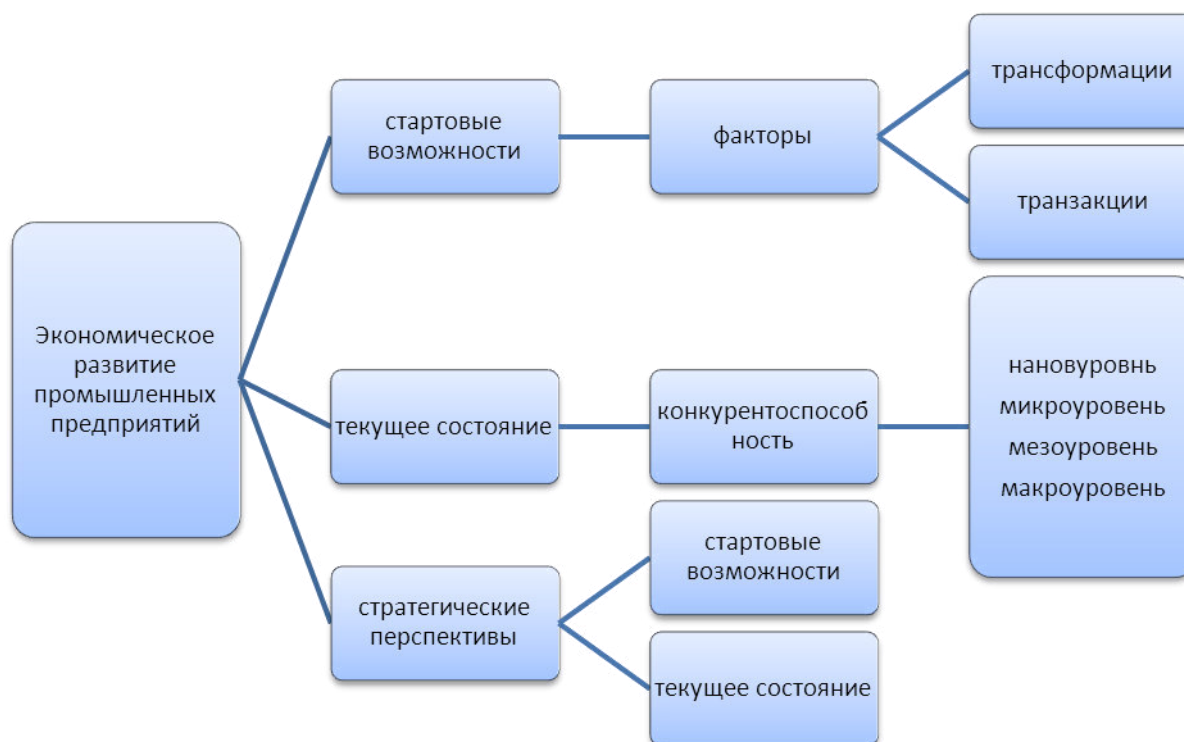 Экономическое
развитие
промышленных
предприятий
стартовые
возможности
факторы
трансформации
транзакции
текущее состояние
конкурентоспособ
ность
нановуровнь
микроуровень
мезоуровень
макроуровень
стратегические
перспективы
стартовые
возможности
текущее состояние